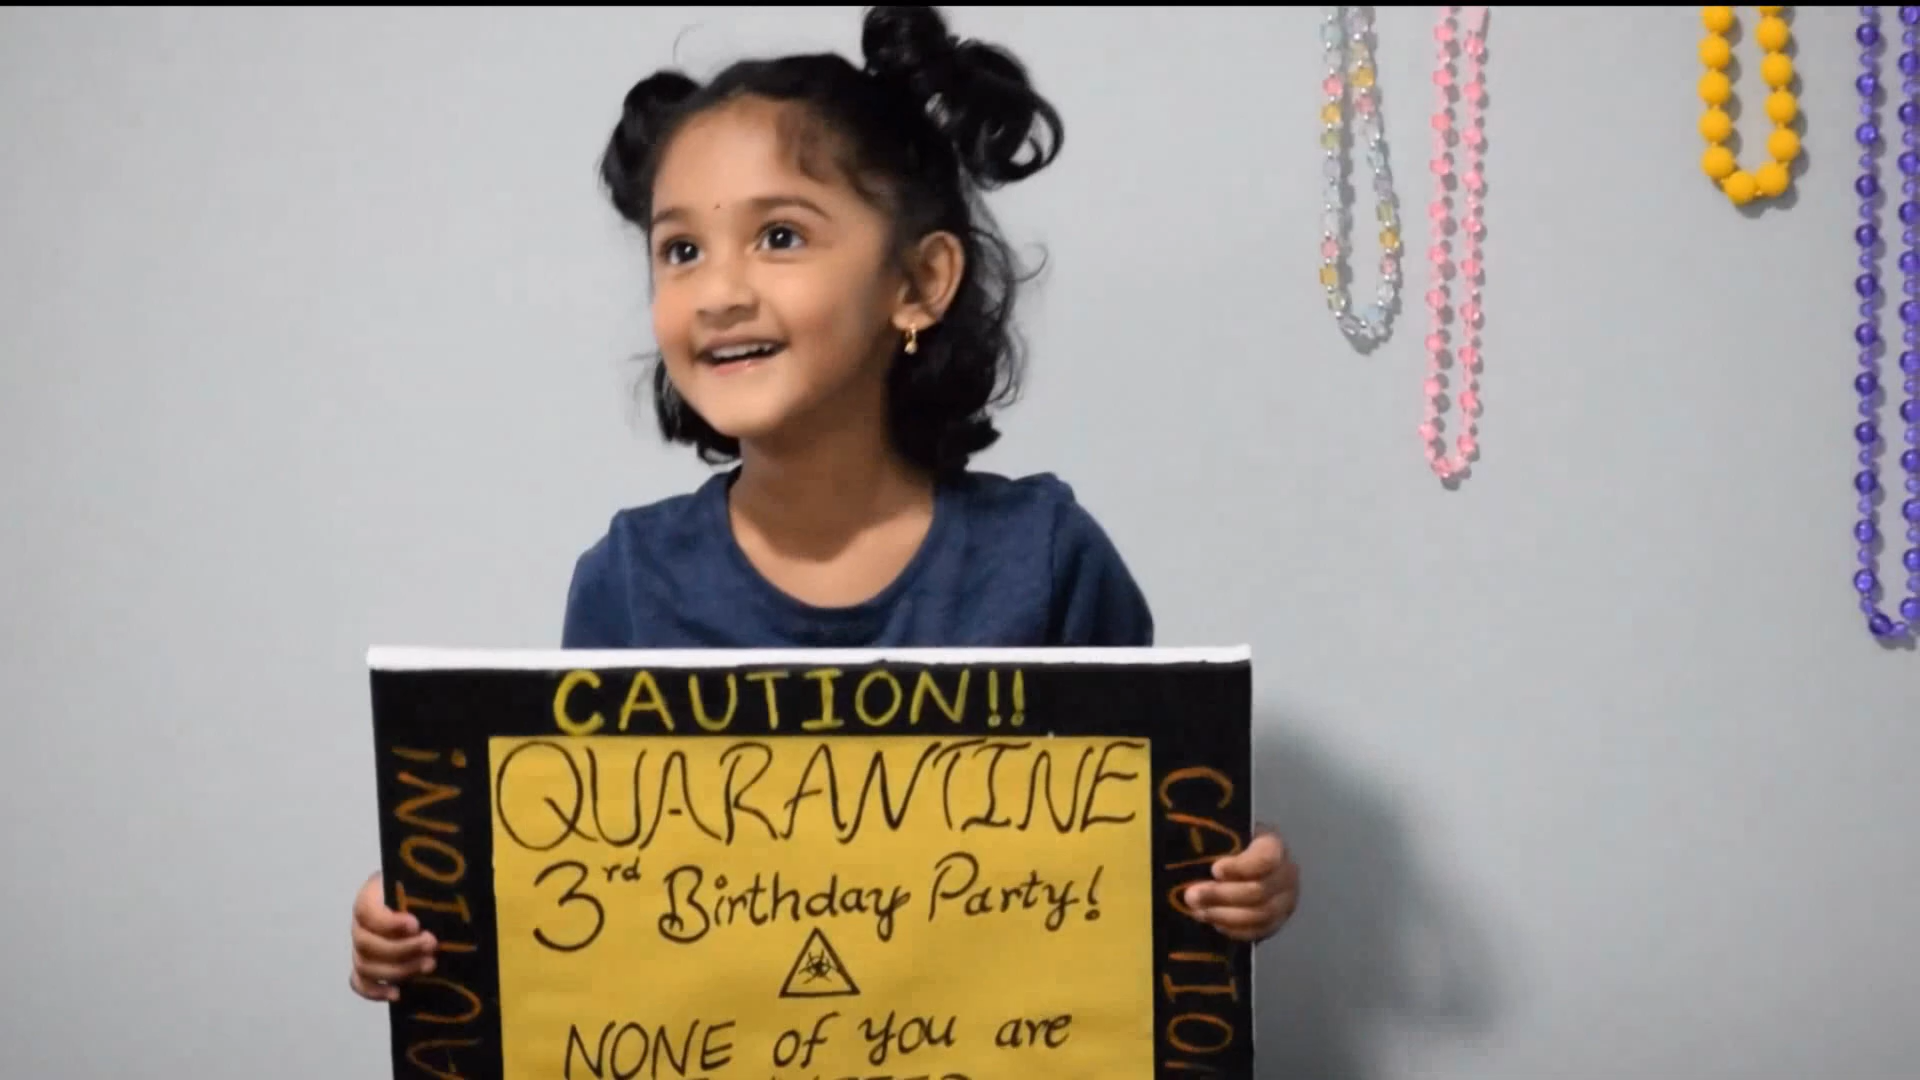 CAUTION!!
QUARANTINE
3rd Birthday Party!
NONE of you are
CAUTION!
CAUTION